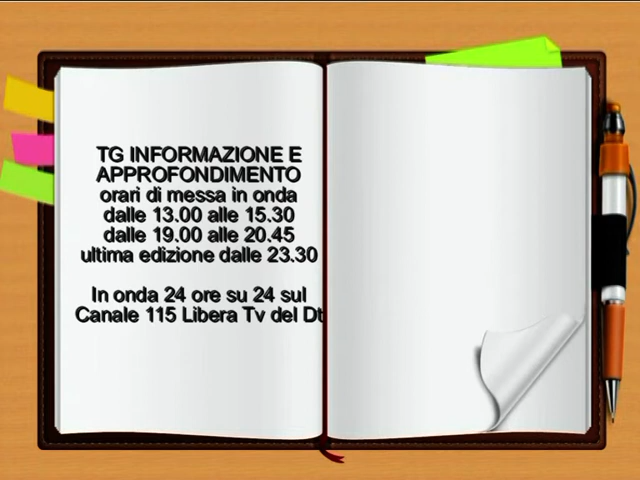 TG INFORMAZIONE E
APPROFONDIMENTO
orari di messa in onda
dalle 13.00 alle 15.30
dalle 19.00 alle 20.45
ultima edizione dalle 23.30
In onda 24 ore su 24 sul
Canale 115 Libera Tv del Dt